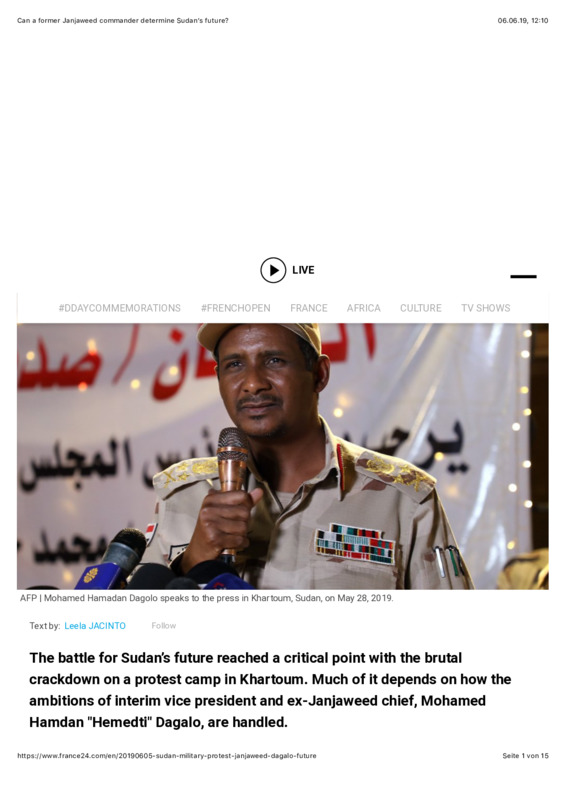 Can a former Janjaweed commander determine Sudan's future? 06.06.19, 12:10
LIVE
#DDAYCOMMEMORATIONS #FRENCHOPEN FRANCE AFRICA CULTURE TV SHOWS
المجلس
AFP | Mohamed Hamadan Dagolo speaks to the press in Khartoum, Sudan, on May 28, 2019.
Text by: Leela JACINTO Follow
The battle for Sudan’s future reached a critical point with the brutal
crackdown on a protest camp in Khartoum. Much of it depends on how the
ambitions of interim vice president and ex-Janjaweed chief, Mohamed
Hamdan "Hemedti" Dagalo, are handled.
https://www.france24.com/en/20190605-sudan-military-protest-janjaweed-dagalo-future Seite 1 von 15